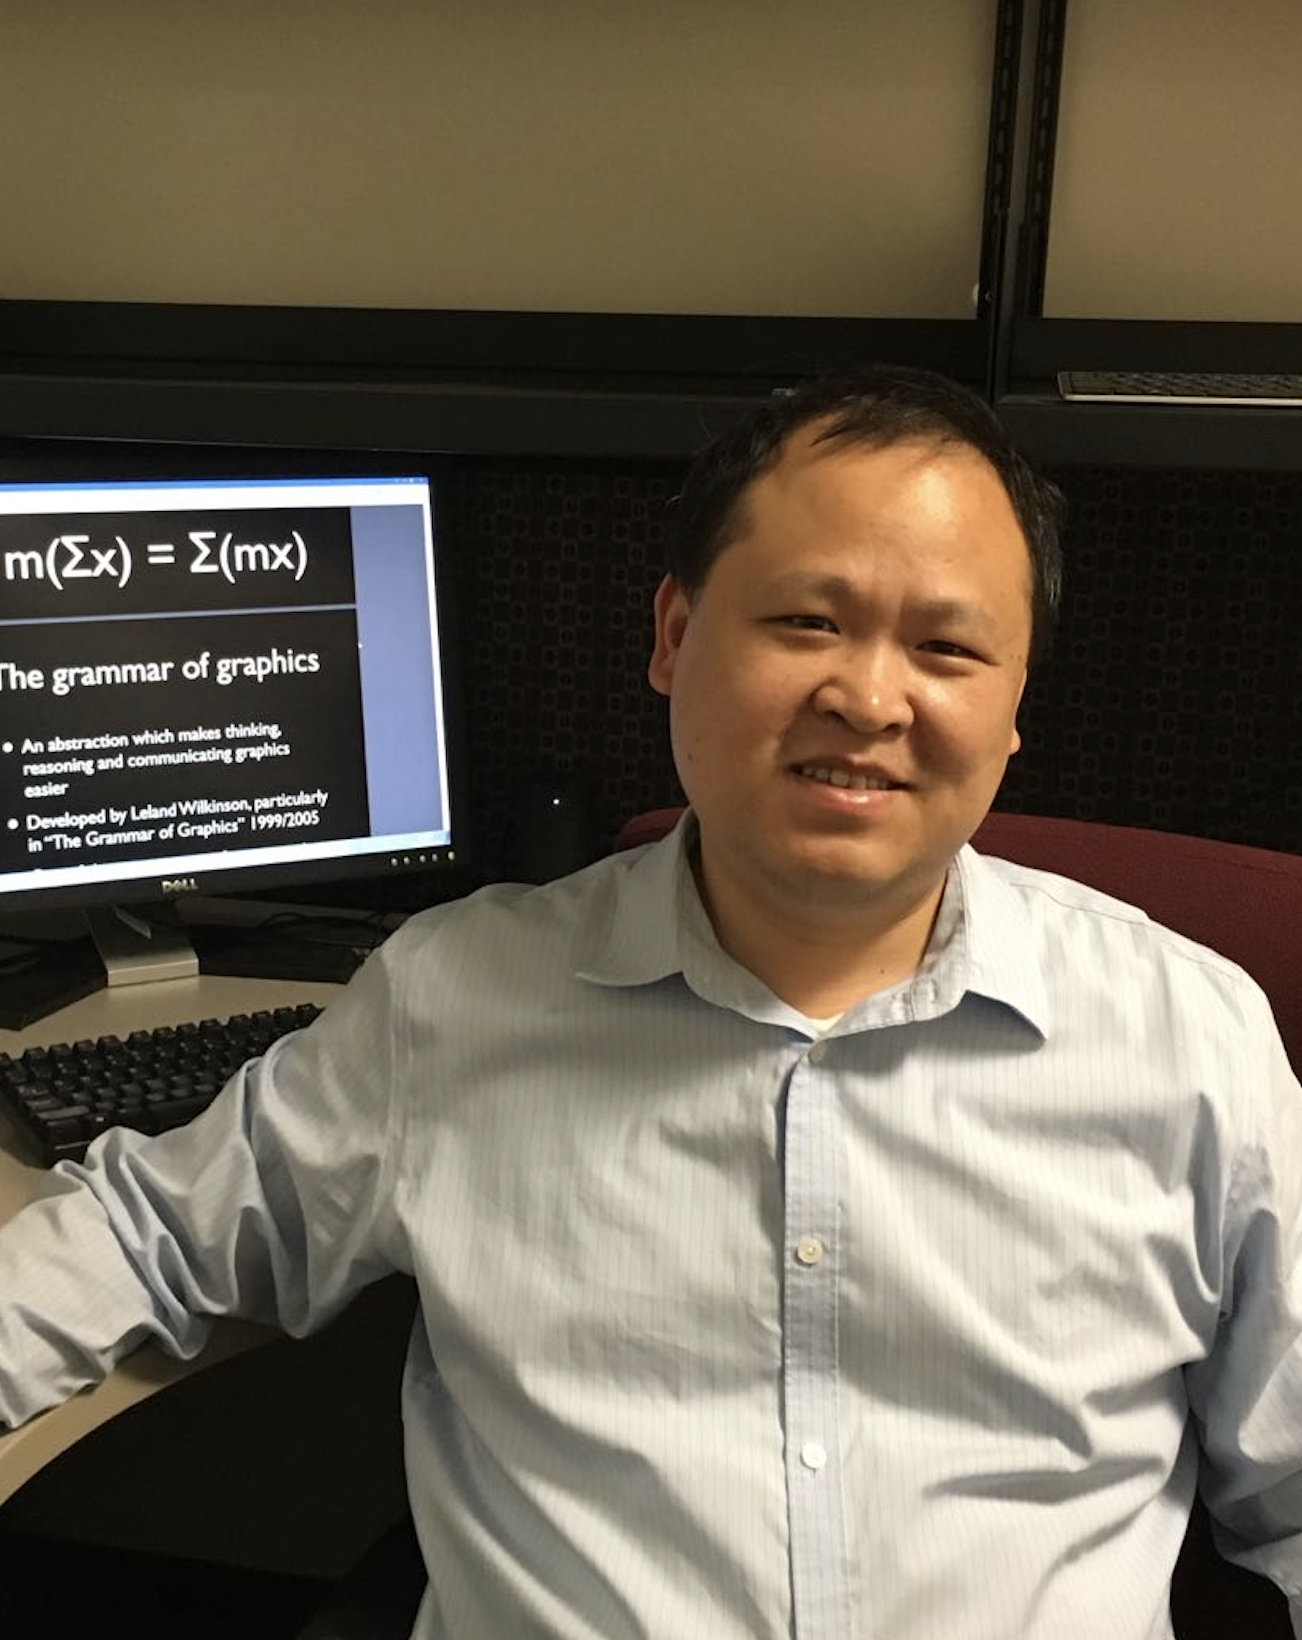 m(Σx) = Σ(mx)
The grammar of graphics
• An abstraction which makes thinking,
reasoning and communicating graphics
easier
• Developed by Leland Wilkinson, particularly
in “The Grammar of Graphics” 1999/2005
DELL